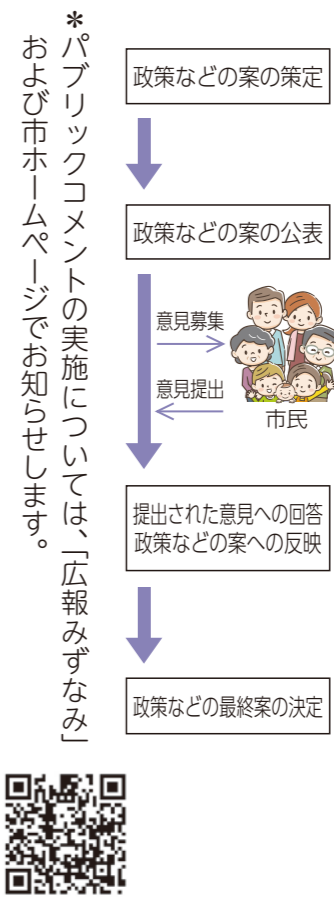 政策などの案の策定
政策などの案の公表
意見募集
意見提出
市民
提出された意見への回答
政策などの案への反映
政策などの最終案の決定
＊パブリックコメントの実施については、「広報みずなみ」
および市ホームページでお知らせします。